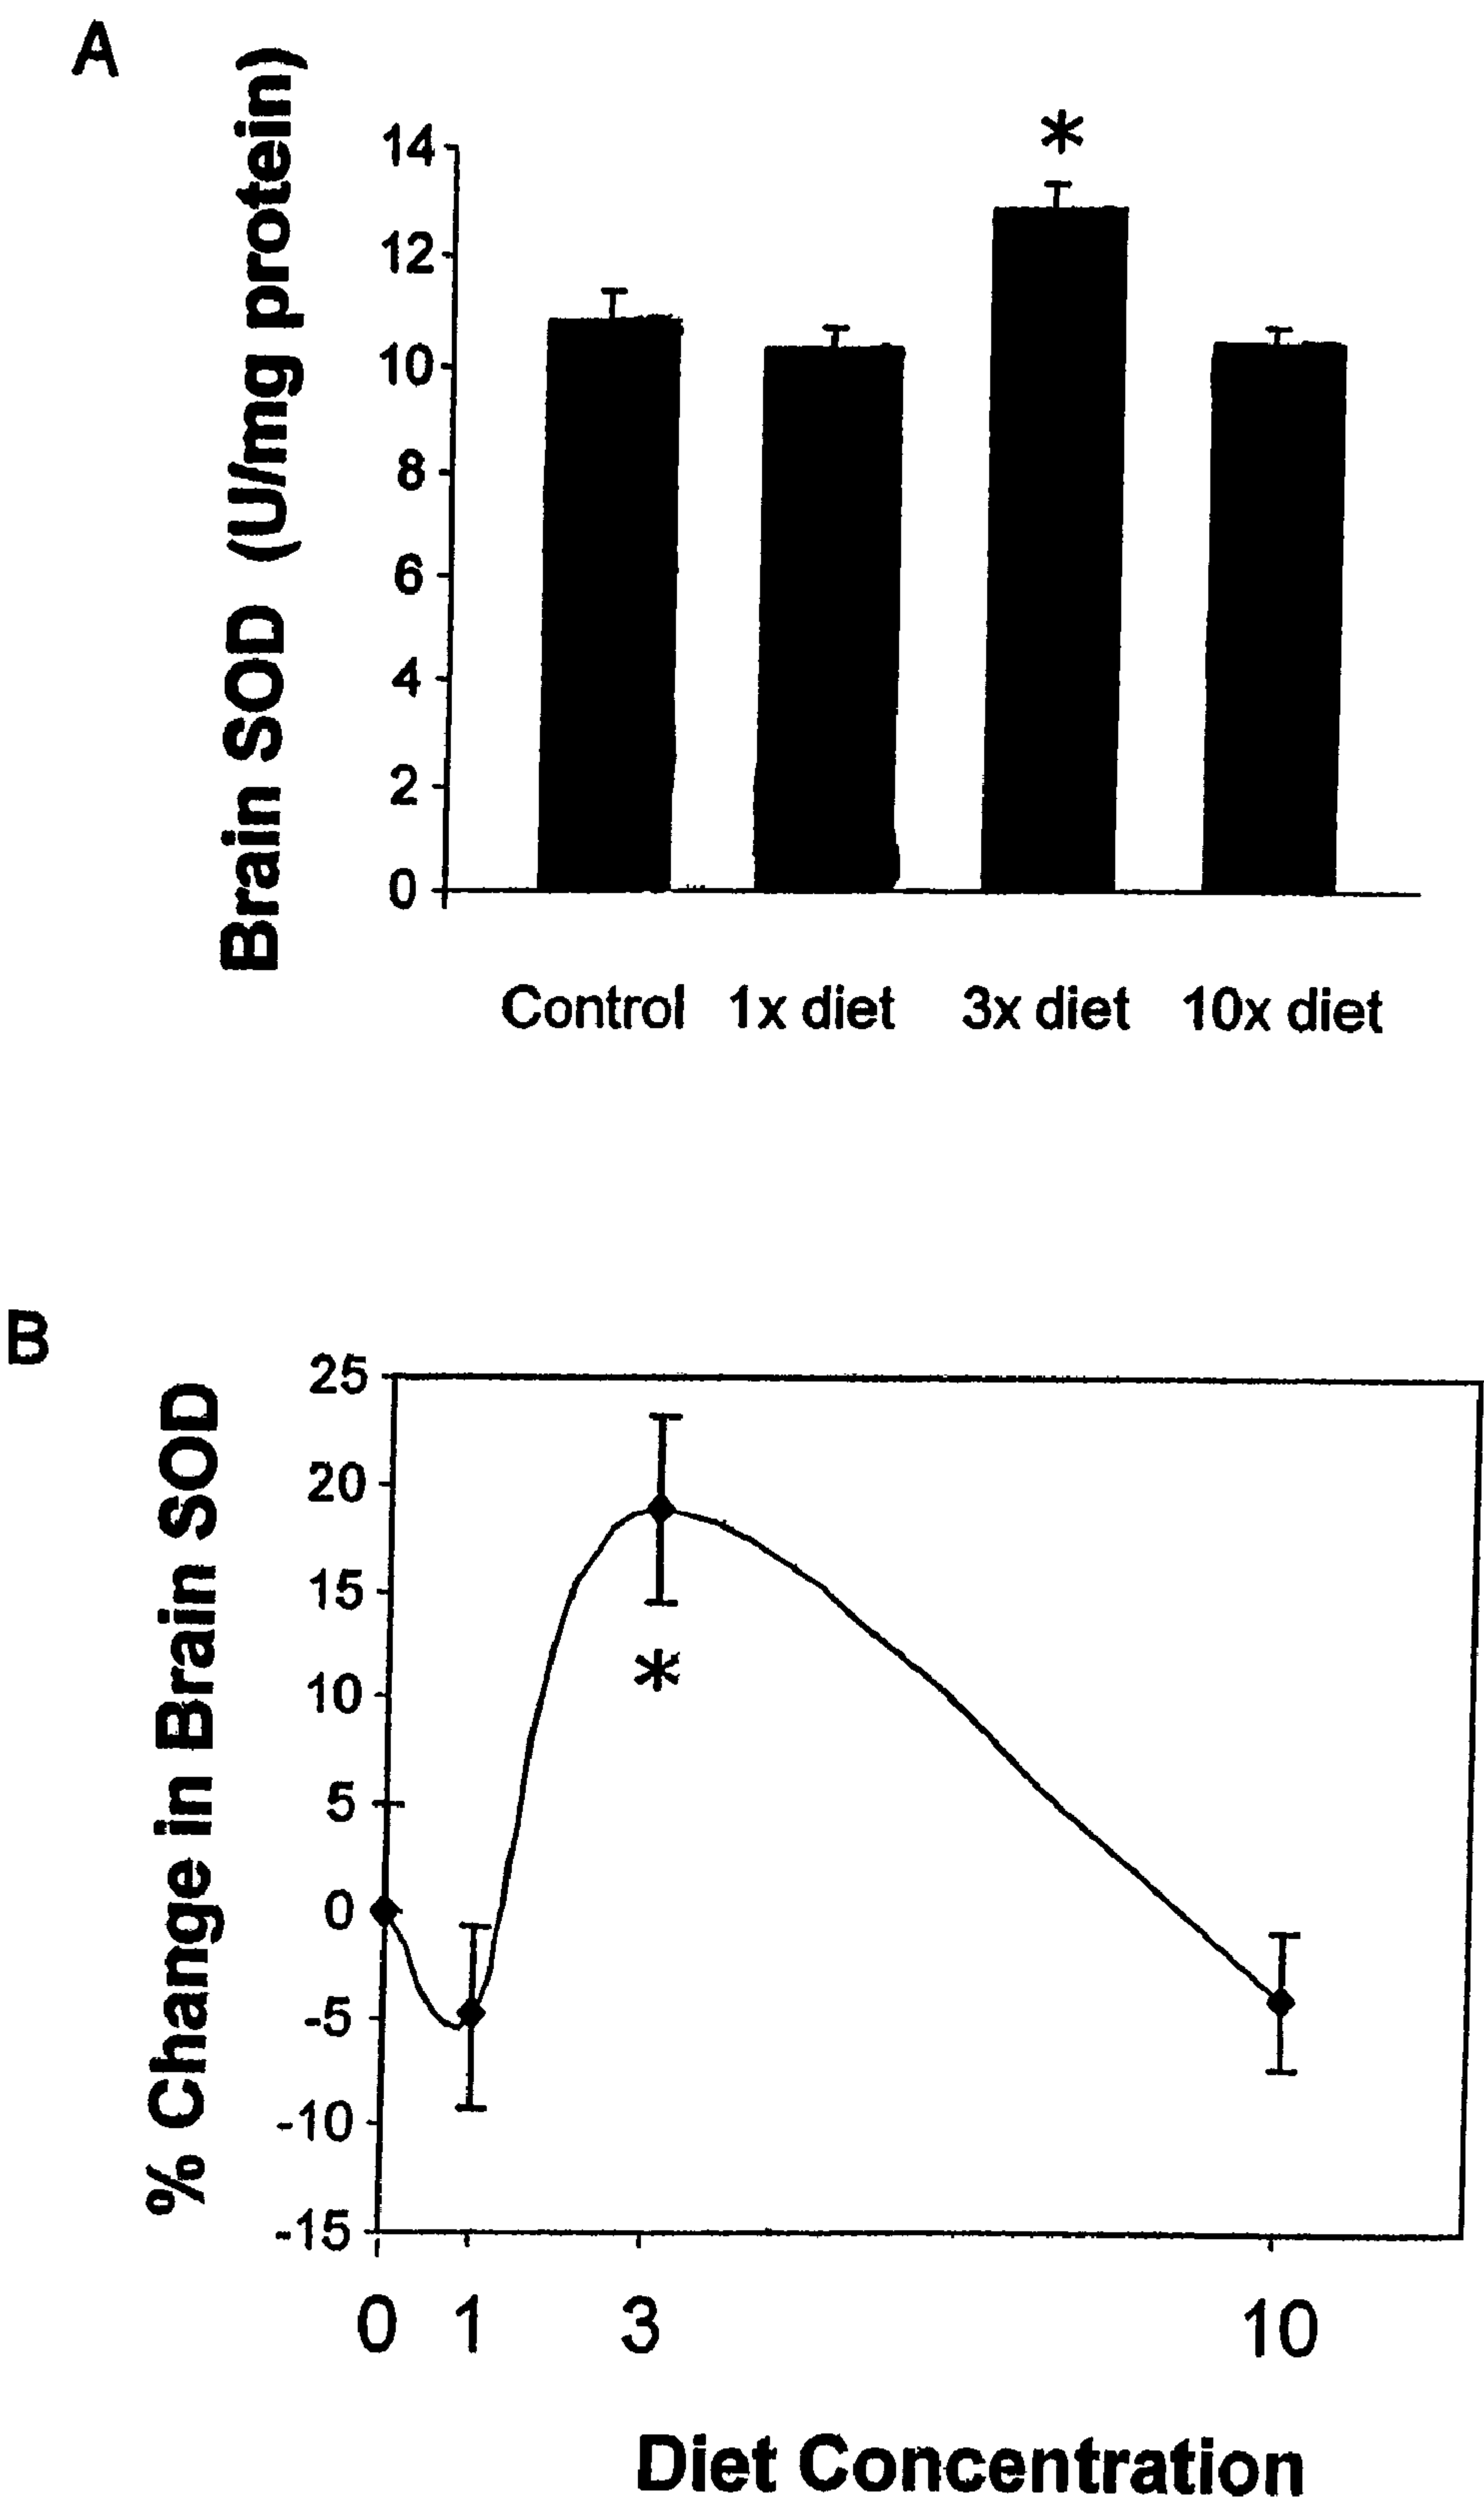 A
Brain SOD (U/mg protein)
14
*
12
10
8
6
4
2
0
Control 1x diet 3x diet 10x diet
B
% Change in Brain SOD
25
20
15
*
10
5
0
-5
-10
-15
0 1 3 10
Diet Concentration